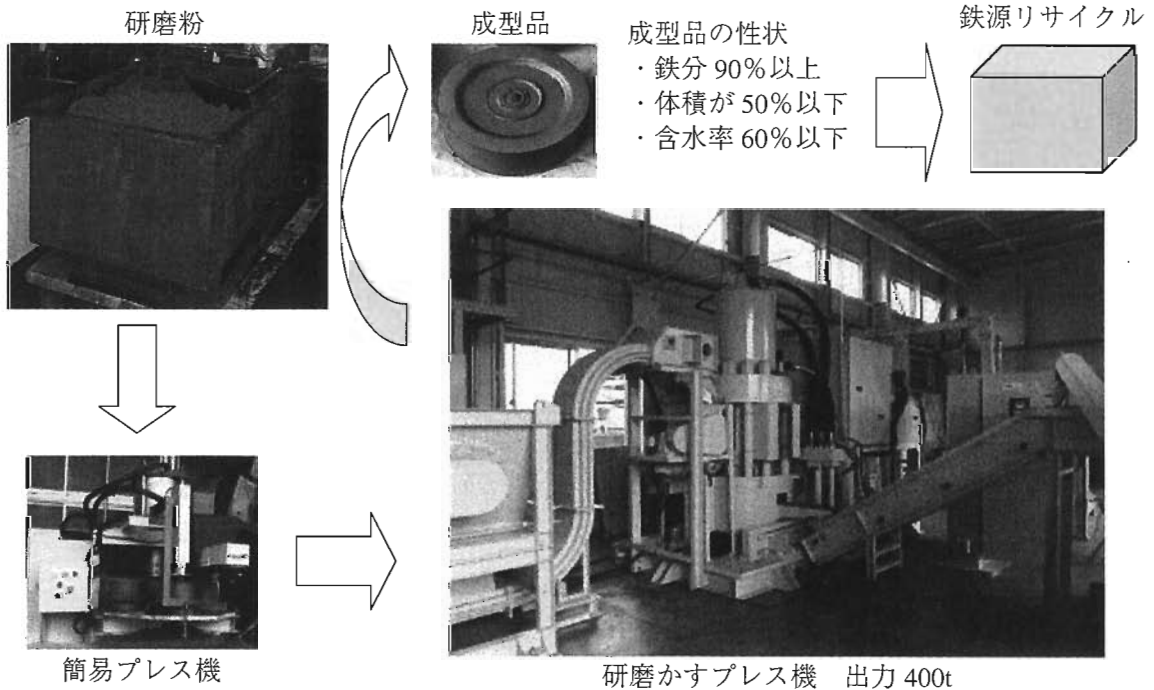 研磨粉
成型品
成型品の性状
・鉄分 90%以上
・体積が 50%以下
・含水率 60%以下
鉄源リサイクル
簡易プレス機
研磨かすプレス機　出力 400t